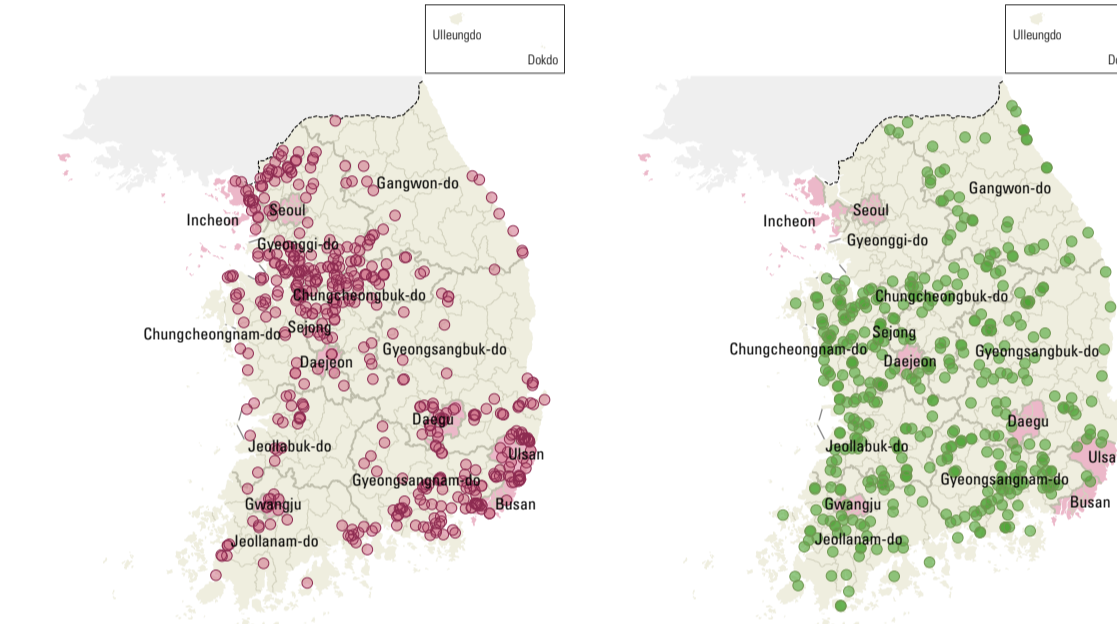 Ulleungdo
Dokdo
Gangwon-do
Seoul
Incheon
Gyeonggi-do
Chungcheongbuk-do
Sejong
Chungcheongnam-do
Gyeongsangbuk-do
Daejeon
Daegu
Jeollabuk-do
Ulsan
Gyeongsangnam-do
Gwangju
Busan
Jeollanam-do
Ulleungdo
Do
Gangwon-do
Seoul
Incheon
Gyeonggi-do
Chungcheongbuk-do
Sejong
Chungcheongnam-do
Gyeongsangbuk-do
Daejeon
Daegu
Jeollabuk-do
Ulsa
Gyeongsangnam-do
Gwangju
Busan
Jeollanam-do